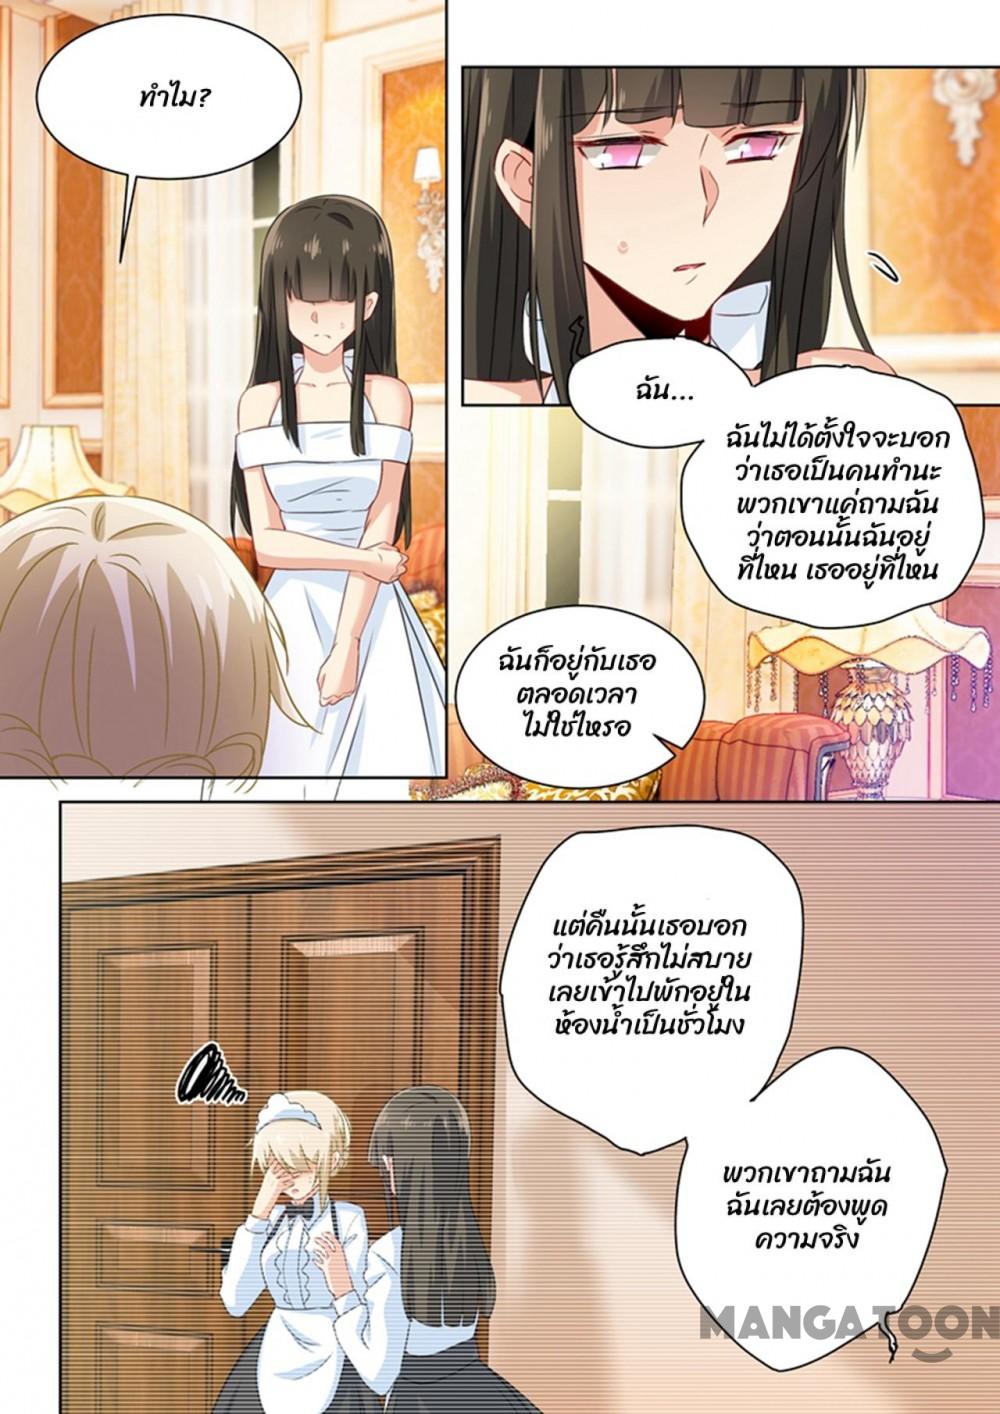 ทำไม?
ฉัน...
ฉันไม่ได้ตั้งใจจะบอก
ว่าเธอเป็นคนทำนะ
พวกเขาแค่ถามฉัน
ว่าตอนนั้นฉันอยู่
ที่ไหน เธออยู่ที่ไหน
ฉันก็อยู่กับเธอ
ตลอดเวลา
ไม่ใช่ไหรอ
แต่คืนนั้นเธอบอก
ว่าเธอรู้สึกไม่สบาย
เลยเข้าไปพักอยู่ใน
ห้องน้ำเป็นชั่วโมง
พวกเขาถามฉัน
ฉันเลยต้องพูด
ความจริง
MANGATOON